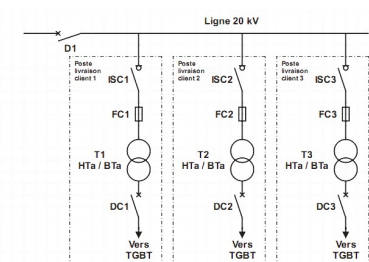 Ligne 20 kV
D1
Poste
livraison
client 1
ISC1
FC1
T1
HTa / BTa
DC1
Vers
TGBT
Poste
livraison
client 2
ISC2
FC2
T2
HTa / BTa
DC2
Vers
TGBT
Poste
livraison
client 3
ISC3
FC3
T3
HTa / BTa
DC3
Vers
TGBT